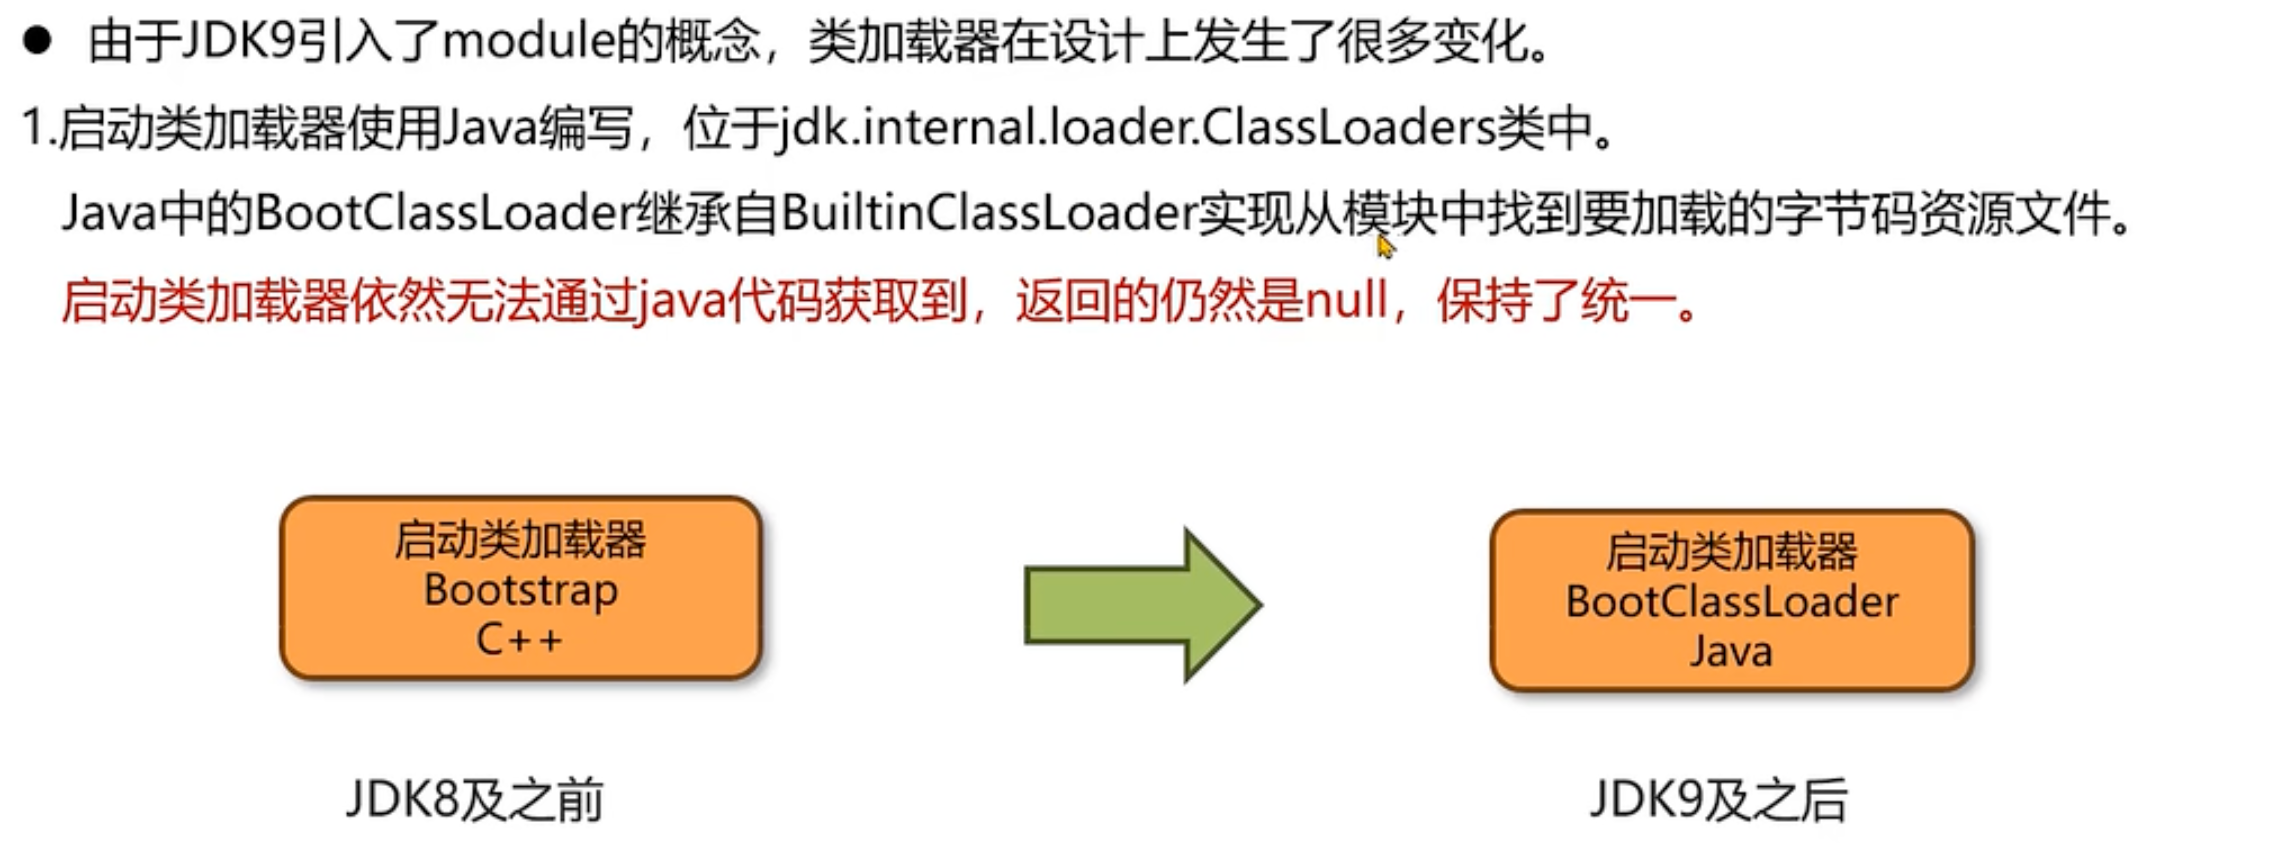 ● 由于JDK9引入了module的概念，类加载器在设计上发生了很多变化。
1.启动类加载器使用Java编写，位于jdk.internal.loader.ClassLoaders类中。
Java中的BootClassLoader继承自BuiltinClassLoader实现从模块中找到要加载的字节码资源文件。
启动类加载器依然无法通过java代码获取到，返回的仍然是null，保持了统一。
启动类加载器
Bootstrap
C++
启动类加载器
BootClassLoader
Java
JDK8及之前
JDK9及之后